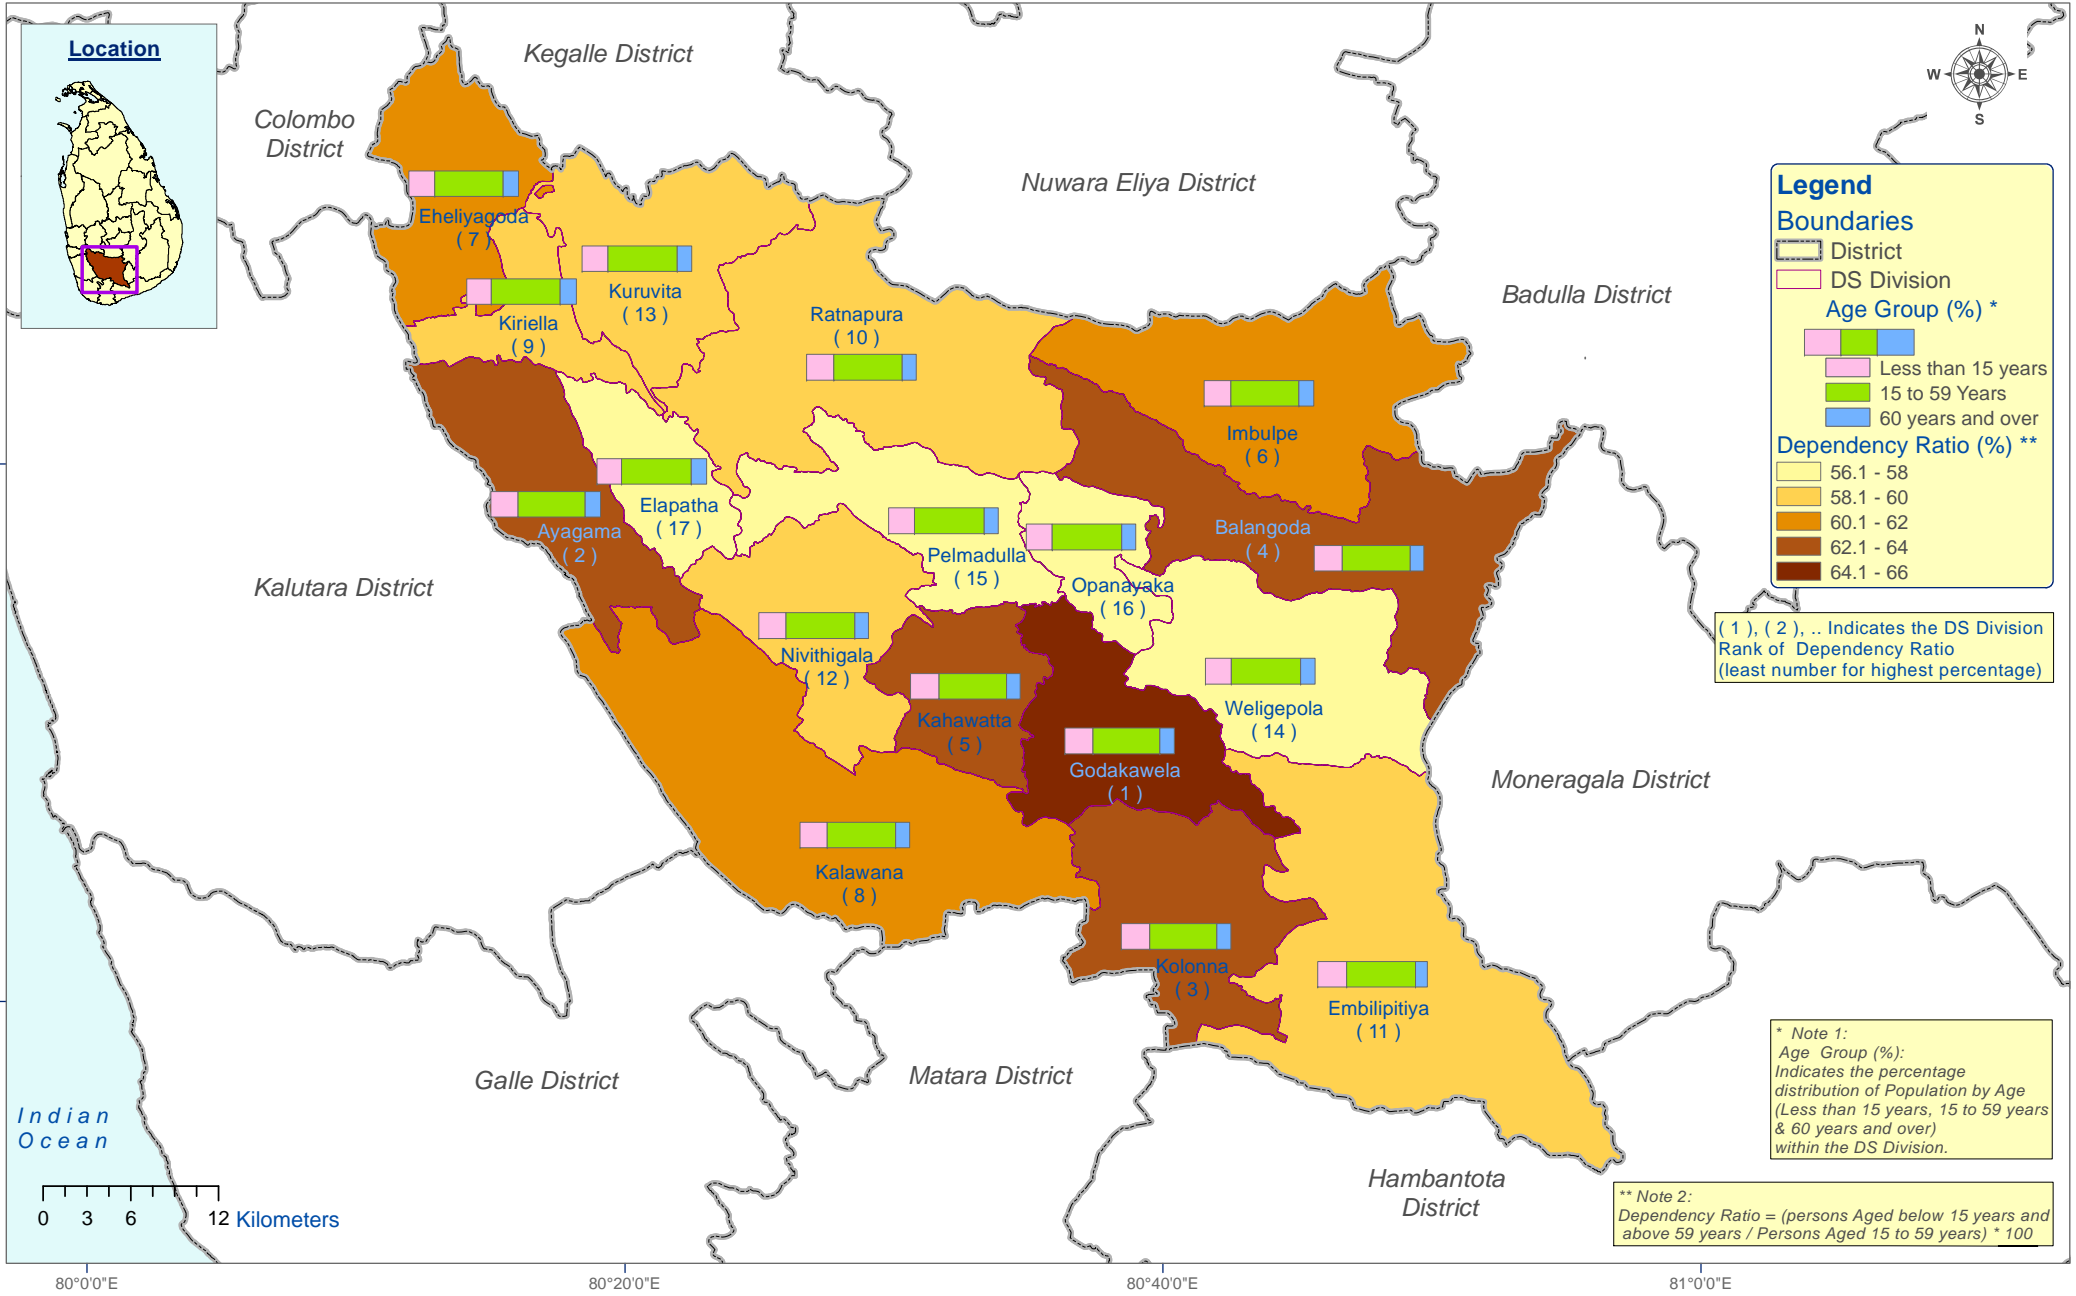 Location
Kegalle District
Colombo
District
Nuwara Eliya District
Badulla District
Kalutara District
Moneragala District
Galle District
Matara District
Hambantota
District
Indian
Ocean
N
W
E
S
Eheliyagoda
( 7 )
Kuruvita
( 13 )
Kiriella
( 9 )
Ratnapura
( 10 )
Imbulpe
( 6 )
Elapatha
( 17 )
Ayagama
( 2 )
Pelmadulla
( 15 )
Opanayaka
( 16 )
Balangoda
( 4 )
Nivithigala
( 12 )
Kahawatta
( 5 )
Weligepola
( 14 )
Godakawela
( 1 )
Kalawana
( 8 )
Kolonna
( 3 )
Embilipitiya
( 11 )
Legend
Boundaries
District
DS Division
Age Group (%) *
Less than 15 years
15 to 59 Years
60 years and over
Dependency Ratio (%) **
56.1 - 58
58.1 - 60
60.1 - 62
62.1 - 64
64.1 - 66
( 1 ), ( 2 ), .. Indicates the DS Division
Rank of Dependency Ratio
(least number for highest percentage)
* Note 1:
Age Group (%):
Indicates the percentage
distribution of Population by Age
(Less than 15 years, 15 to 59 years
& 60 years and over)
within the DS Division.
** Note 2:
Dependency Ratio = (persons Aged below 15 years and
above 59 years / Persons Aged 15 to 59 years) * 100
0 3 6 12 Kilometers
80°0'0"E 80°20'0"E 80°40'0"E 81°0'0"E